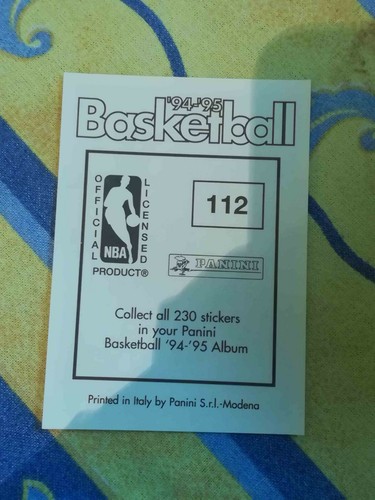 '94-'95
Basketball
OFFICIAL
LICENSED
NBA
PRODUCT®
112
PANINI
Collect all 230 stickers
in your Panini
Basketball '94-'95 Album
Printed in Italy by Panini S.r.l.-Modena